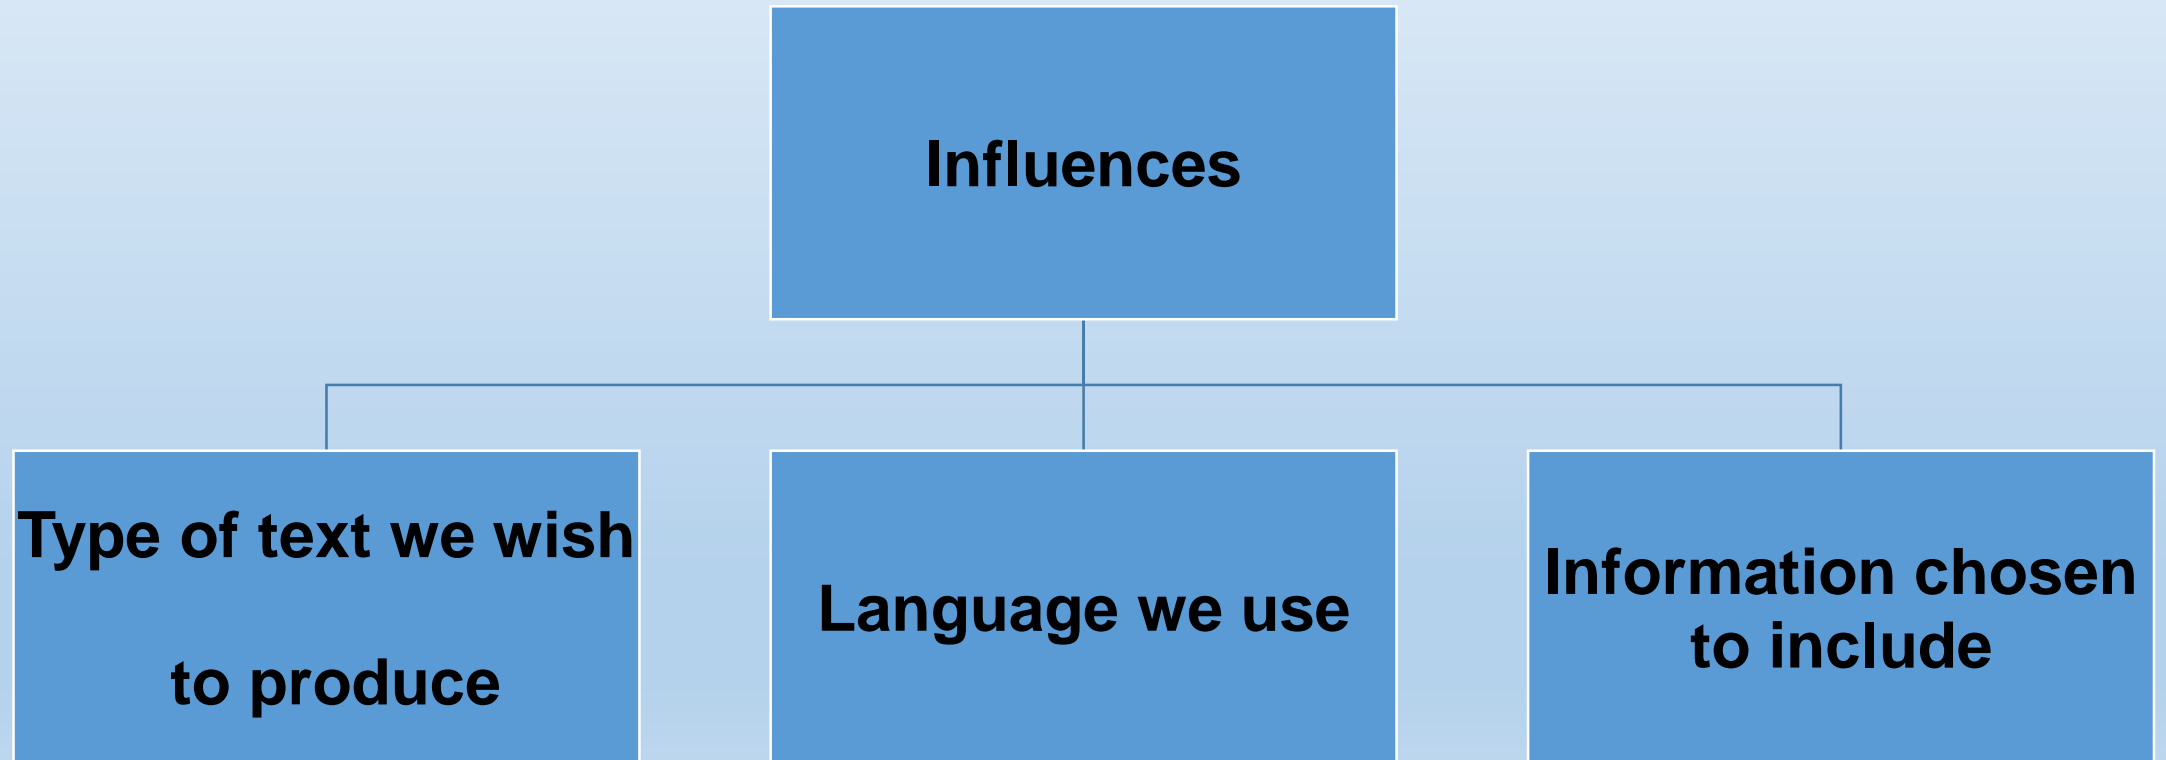 Influences
Type of text we wish
to produce
Language we use
Information chosen
to include